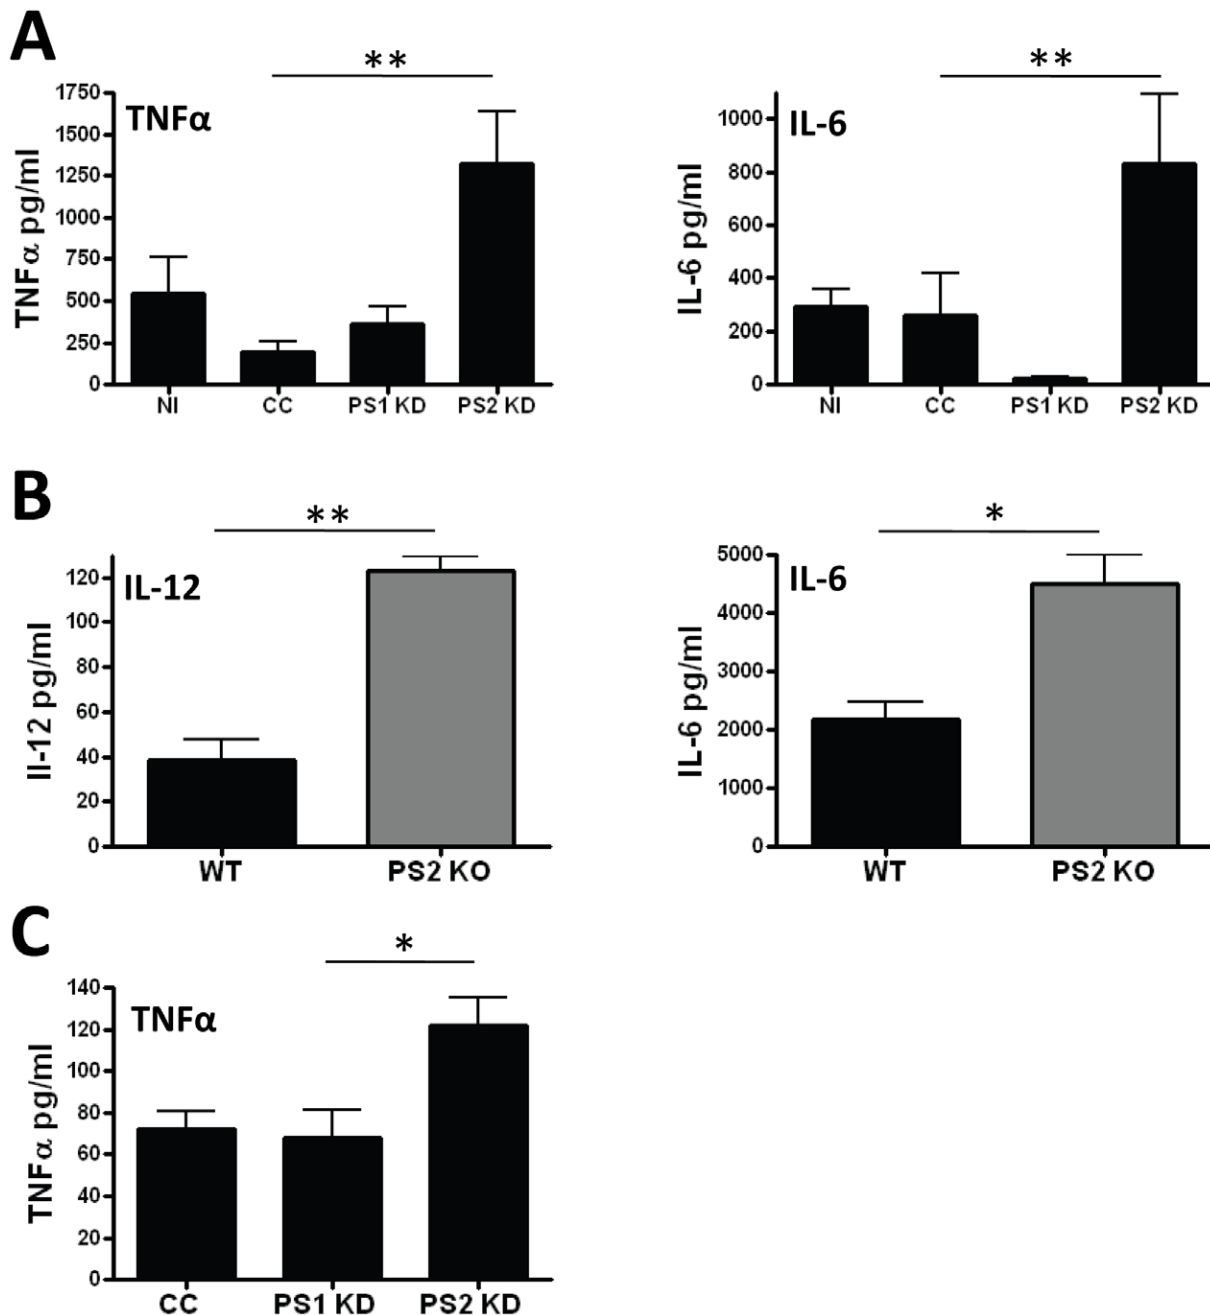 A
**
**
TNFα
IL-6
TNFα pg/ml
1750
1500
1250
1000
750
500
250
0
NI
CC
PS1 KD
PS2 KD
IL-6 pg/ml
1000
800
600
400
200
0
NI
CC
PS1 KD
PS2 KD
B
**
*
IL-12
IL-6
Il-12 pg/ml
120
100
80
60
40
20
0
WT
PS2 KO
IL-6 pg/ml
5000
4000
3000
2000
1000
0
WT
PS2 KO
C
*
TNFα
TNFα pg/ml
140
120
100
80
60
40
20
0
CC
PS1 KD
PS2 KD